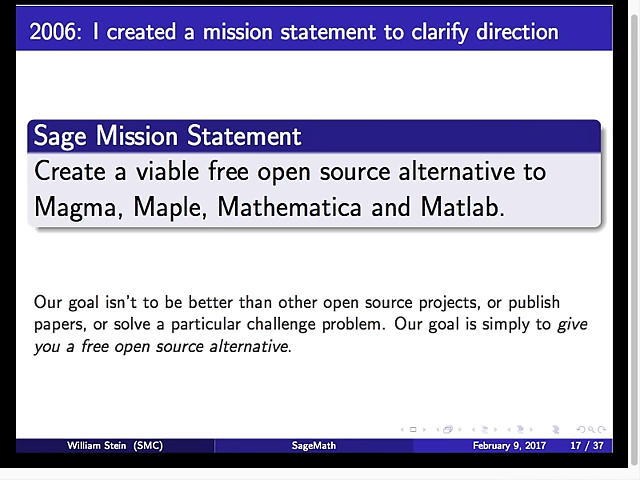 2006: I created a mission statement to clarify direction
Sage Mission Statement
Create a viable free open source alternative to
Magma, Maple, Mathematica and Matlab.
Our goal isn't to be better than other open source projects, or publish
papers, or solve a particular challenge problem. Our goal is simply to give
you a free open source alternative.
William Stein (SMC) SageMath February 9, 2017 17 / 37